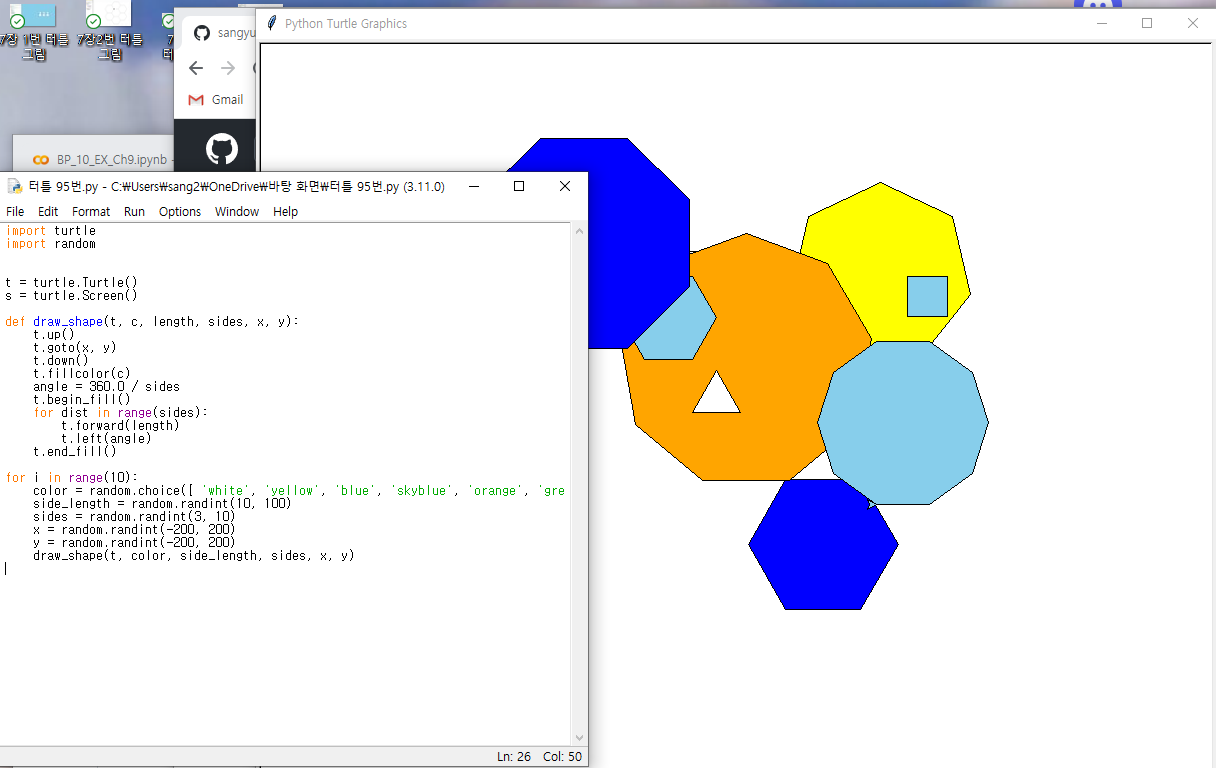 7장 1번 터틀
그림
7장2번 터틀
그림
sangyu
Gmail
BP_10_EX_Ch9.ipynb
Python Turtle Graphics
터틀 95번.py - C:₩Users₩sang2₩OneDrive₩바탕 화면₩터틀 95번.py (3.11.0)
File Edit Format Run Options Window Help
import turtle
import random
t = turtle.Turtle()
s = turtle.Screen()
def draw_shape(t, c, length, sides, x, y):
    t.up()
    t.goto(x, y)
    t.down()
    t.fillcolor(c)
    angle = 360.0 / sides
    t.begin_fill()
    for dist in range(sides):
        t.forward(length)
        t.left(angle)
    t.end_fill()
for i in range(10):
    color = random.choice([ 'white', 'yellow', 'blue', 'skyblue', 'orange', 'gre
    side_length = random.randint(10, 100)
    sides = random.randint(3, 10)
    x = random.randint(-200, 200)
    y = random.randint(-200, 200)
    draw_shape(t, color, side_length, sides, x, y)
Ln: 26 Col: 50